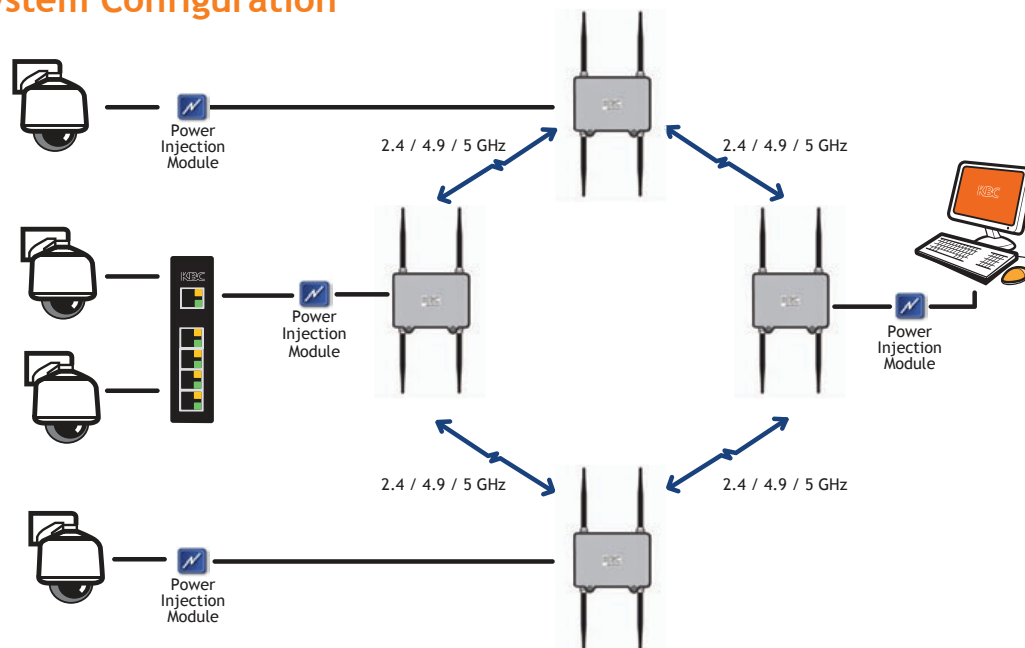 ystem Configuration
Power
Injection
Module
2.4 / 4.9 / 5 GHz
2.4 / 4.9 / 5 GHz
KBC
KBC
Power
Injection
Module
Power
Injection
Module
2.4 / 4.9 / 5 GHz
2.4 / 4.9 / 5 GHz
Power
Injection
Module